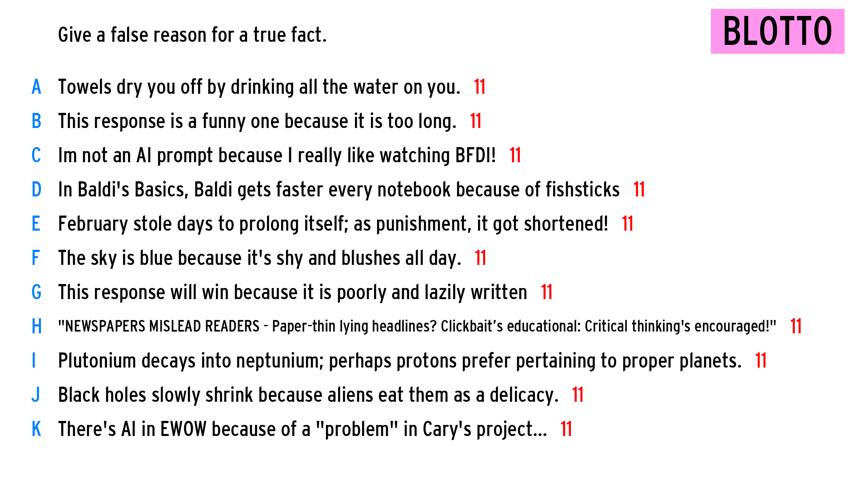 Give a false reason for a true fact.
BLOTTO
A Towels dry you off by drinking all the water on you. 11
B This response is a funny one because it is too long. 11
C Im not an AI prompt because I really like watching BFDI! 11
D In Baldi's Basics, Baldi gets faster every notebook because of fishsticks 11
E February stole days to prolong itself; as punishment, it got shortened! 11
F The sky is blue because it's shy and blushes all day. 11
G This response will win because it is poorly and lazily written 11
H "NEWSPAPERS MISLEAD READERS - Paper-thin lying headlines? Clickbait's educational: Critical thinking's encouraged!" 11
I Plutonium decays into neptunium; perhaps protons prefer pertaining to proper planets. 11
J Black holes slowly shrink because aliens eat them as a delicacy. 11
K There's AI in EWOW because of a "problem" in Cary's project... 11